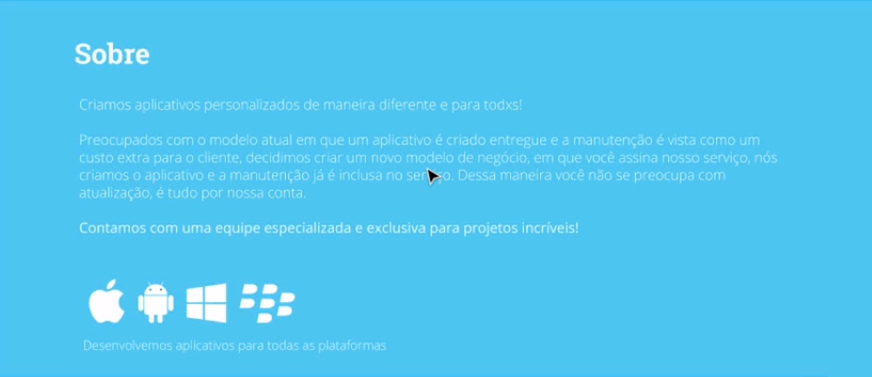 Sobre
Criamos aplicativos personalizados de maneira diferente e para todxs!
Preocupados com o modelo atual em que um aplicativo é criado entregue e a manutenção é vista como um
custo extra para o cliente, decidimos criar um novo modelo de negócio, em que você assina nosso serviço, nós
criamos o aplicativo e a manutenção já é inclusa no serviço. Dessa maneira você não se preocupa com
atualização, é tudo por nossa conta.
Contamos com uma equipe especializada e exclusiva para projetos incríveis!
Desenvolvemos aplicativos para todas as plataformas